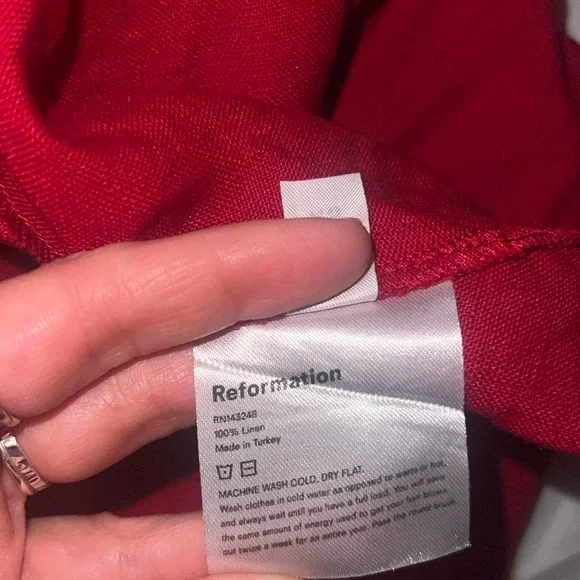 Reformation
RN143248
100% Linen
Made in Turkey
MACHINE WASH COLD. DRY FLAT.
Wash clothes in cold water as opposed to warm or hot,
and always wait until you have a full load. You will save
the same amount of energy used to get your hair blown
out twice a week for an entire year. Pass the round brush